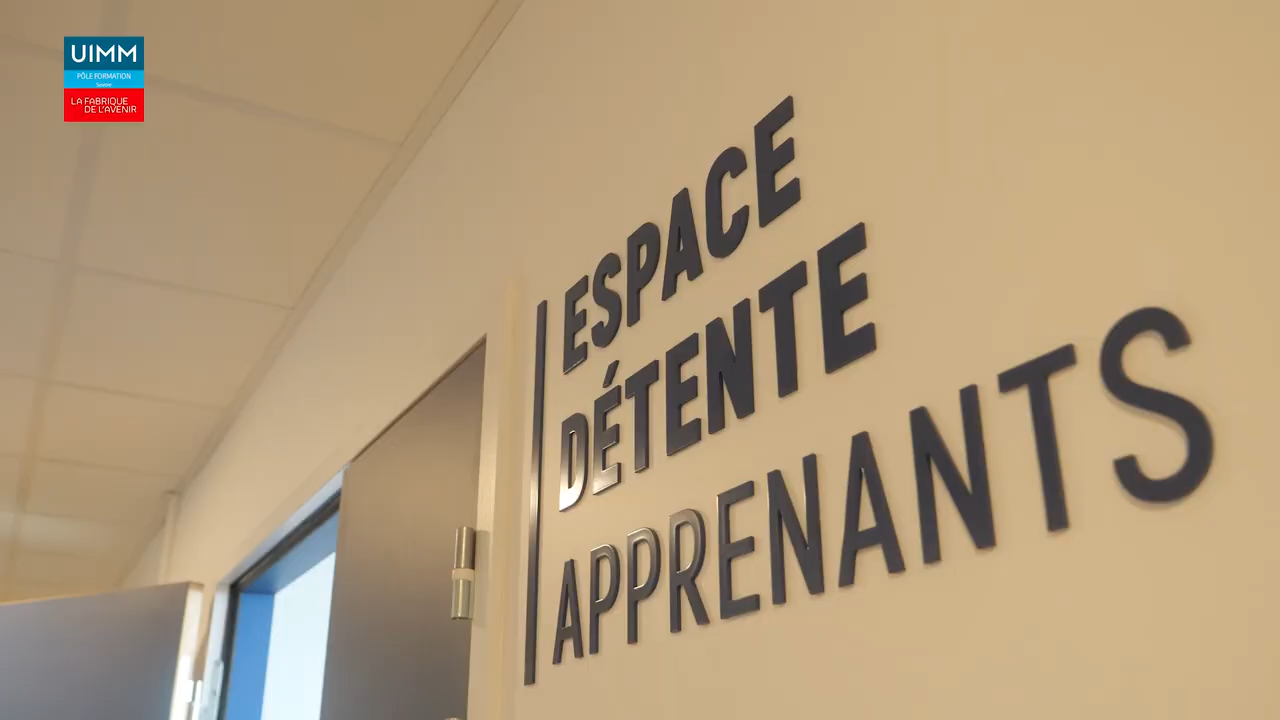 UIMM
PÔLE FORMATION
LA FABRIQUE
DE L'AVENIR
ESPACE
DÉTENTE
APPRENANTS